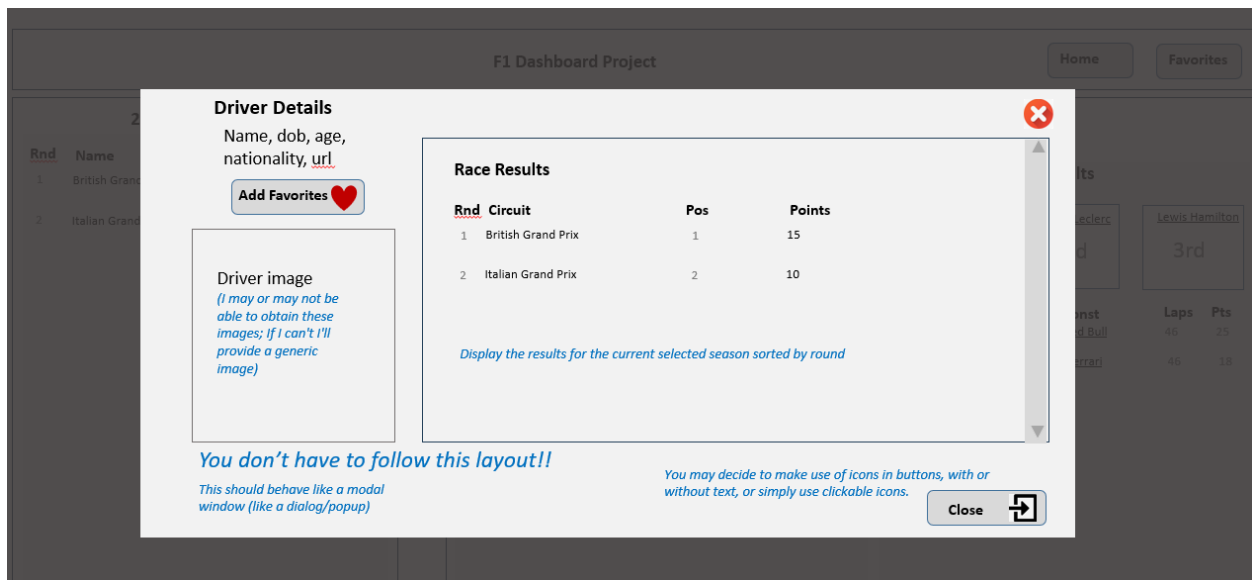 F1 Dashboard Project
Home
Favorites
2
Rnd Name
1 British Grand
2 Italian Grand
Driver Details
Name, dob, age,
nationality, url
Add Favorites
Driver image
(I may or may not be
able to obtain these
images; If I can't I'll
provide a generic
image)
Race Results
Rnd Circuit Pos Points
1 British Grand Prix 1 15
2 Italian Grand Prix 2 10
Display the results for the current selected season sorted by round
You don't have to follow this layout!!
This should behave like a modal
window (like a dialog/popup)
You may decide to make use of icons in buttons, with or
without text, or simply use clickable icons.
Close
lts
Leclerc Lewis Hamilton
d 3rd
onst Laps Pts
ed Bull 46 25
errari 46 18